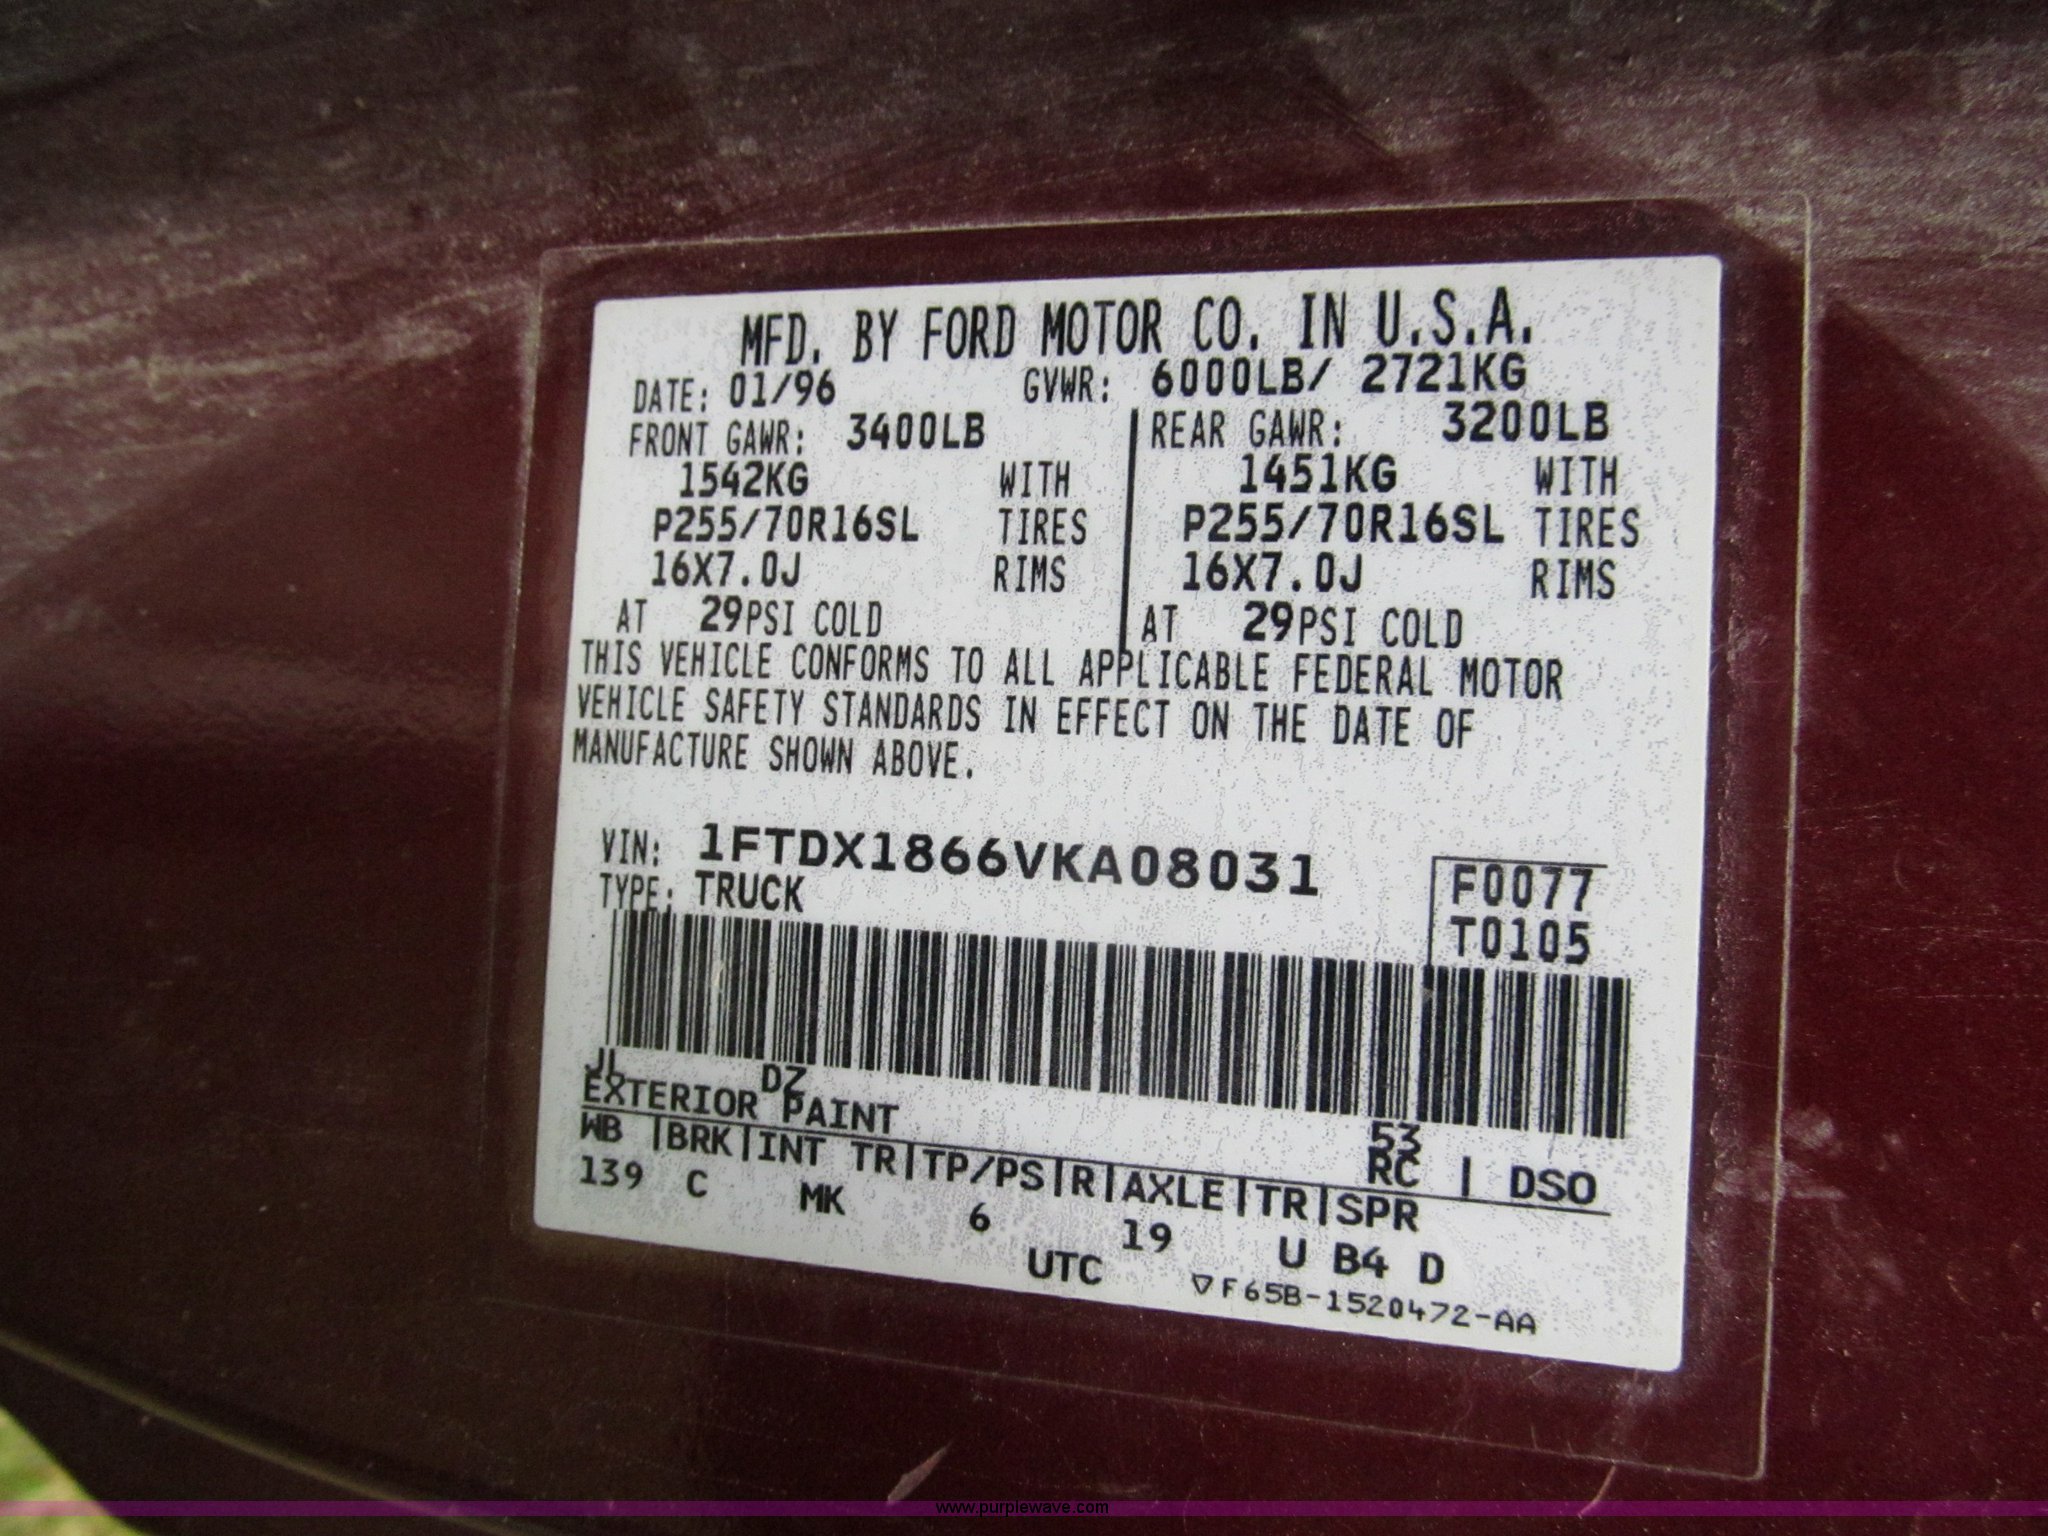 MFD. BY FORD MOTOR CO. IN U.S.A.
DATE: 01/96 GVWR: 6000LB/ 2721KG
FRONT GAWR: 3400LB REAR GAWR: 3200LB
1542KG WITH 1451KG WITH
P255/70R16SL TIRES P255/70R16SL TIRES
16X7.0J RIMS 16X7.0J RIMS
AT 29PSI COLD AT 29PSI COLD
THIS VEHICLE CONFORMS TO ALL APPLICABLE FEDERAL MOTOR
VEHICLE SAFETY STANDARDS IN EFFECT ON THE DATE OF
MANUFACTURE SHOWN ABOVE.
VIN: 1FTDX1866VKA08031
TYPE: TRUCK
F0077
T0105
JL DZ
EXTERIOR PAINT
53
RC | DSO
WB |BRK|INT TR|TP/PS|R|AXLE|TR|SPR
139 C MK 6 19 U B4 D
UTC
▽F65B-1520472-AA
www.purplewave.com